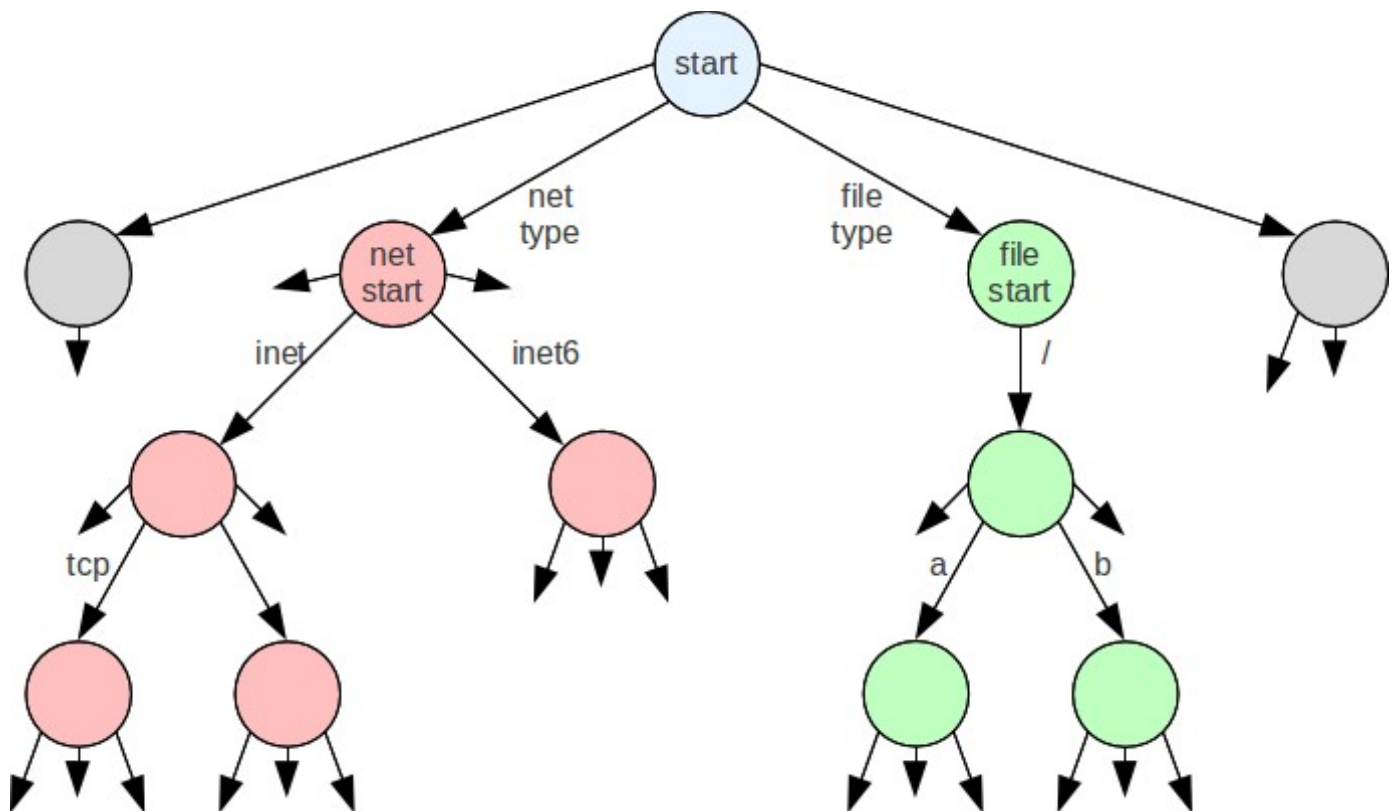 start
net
type
file
type
net
start
file
start
inet
inet6
/
tcp
a
b